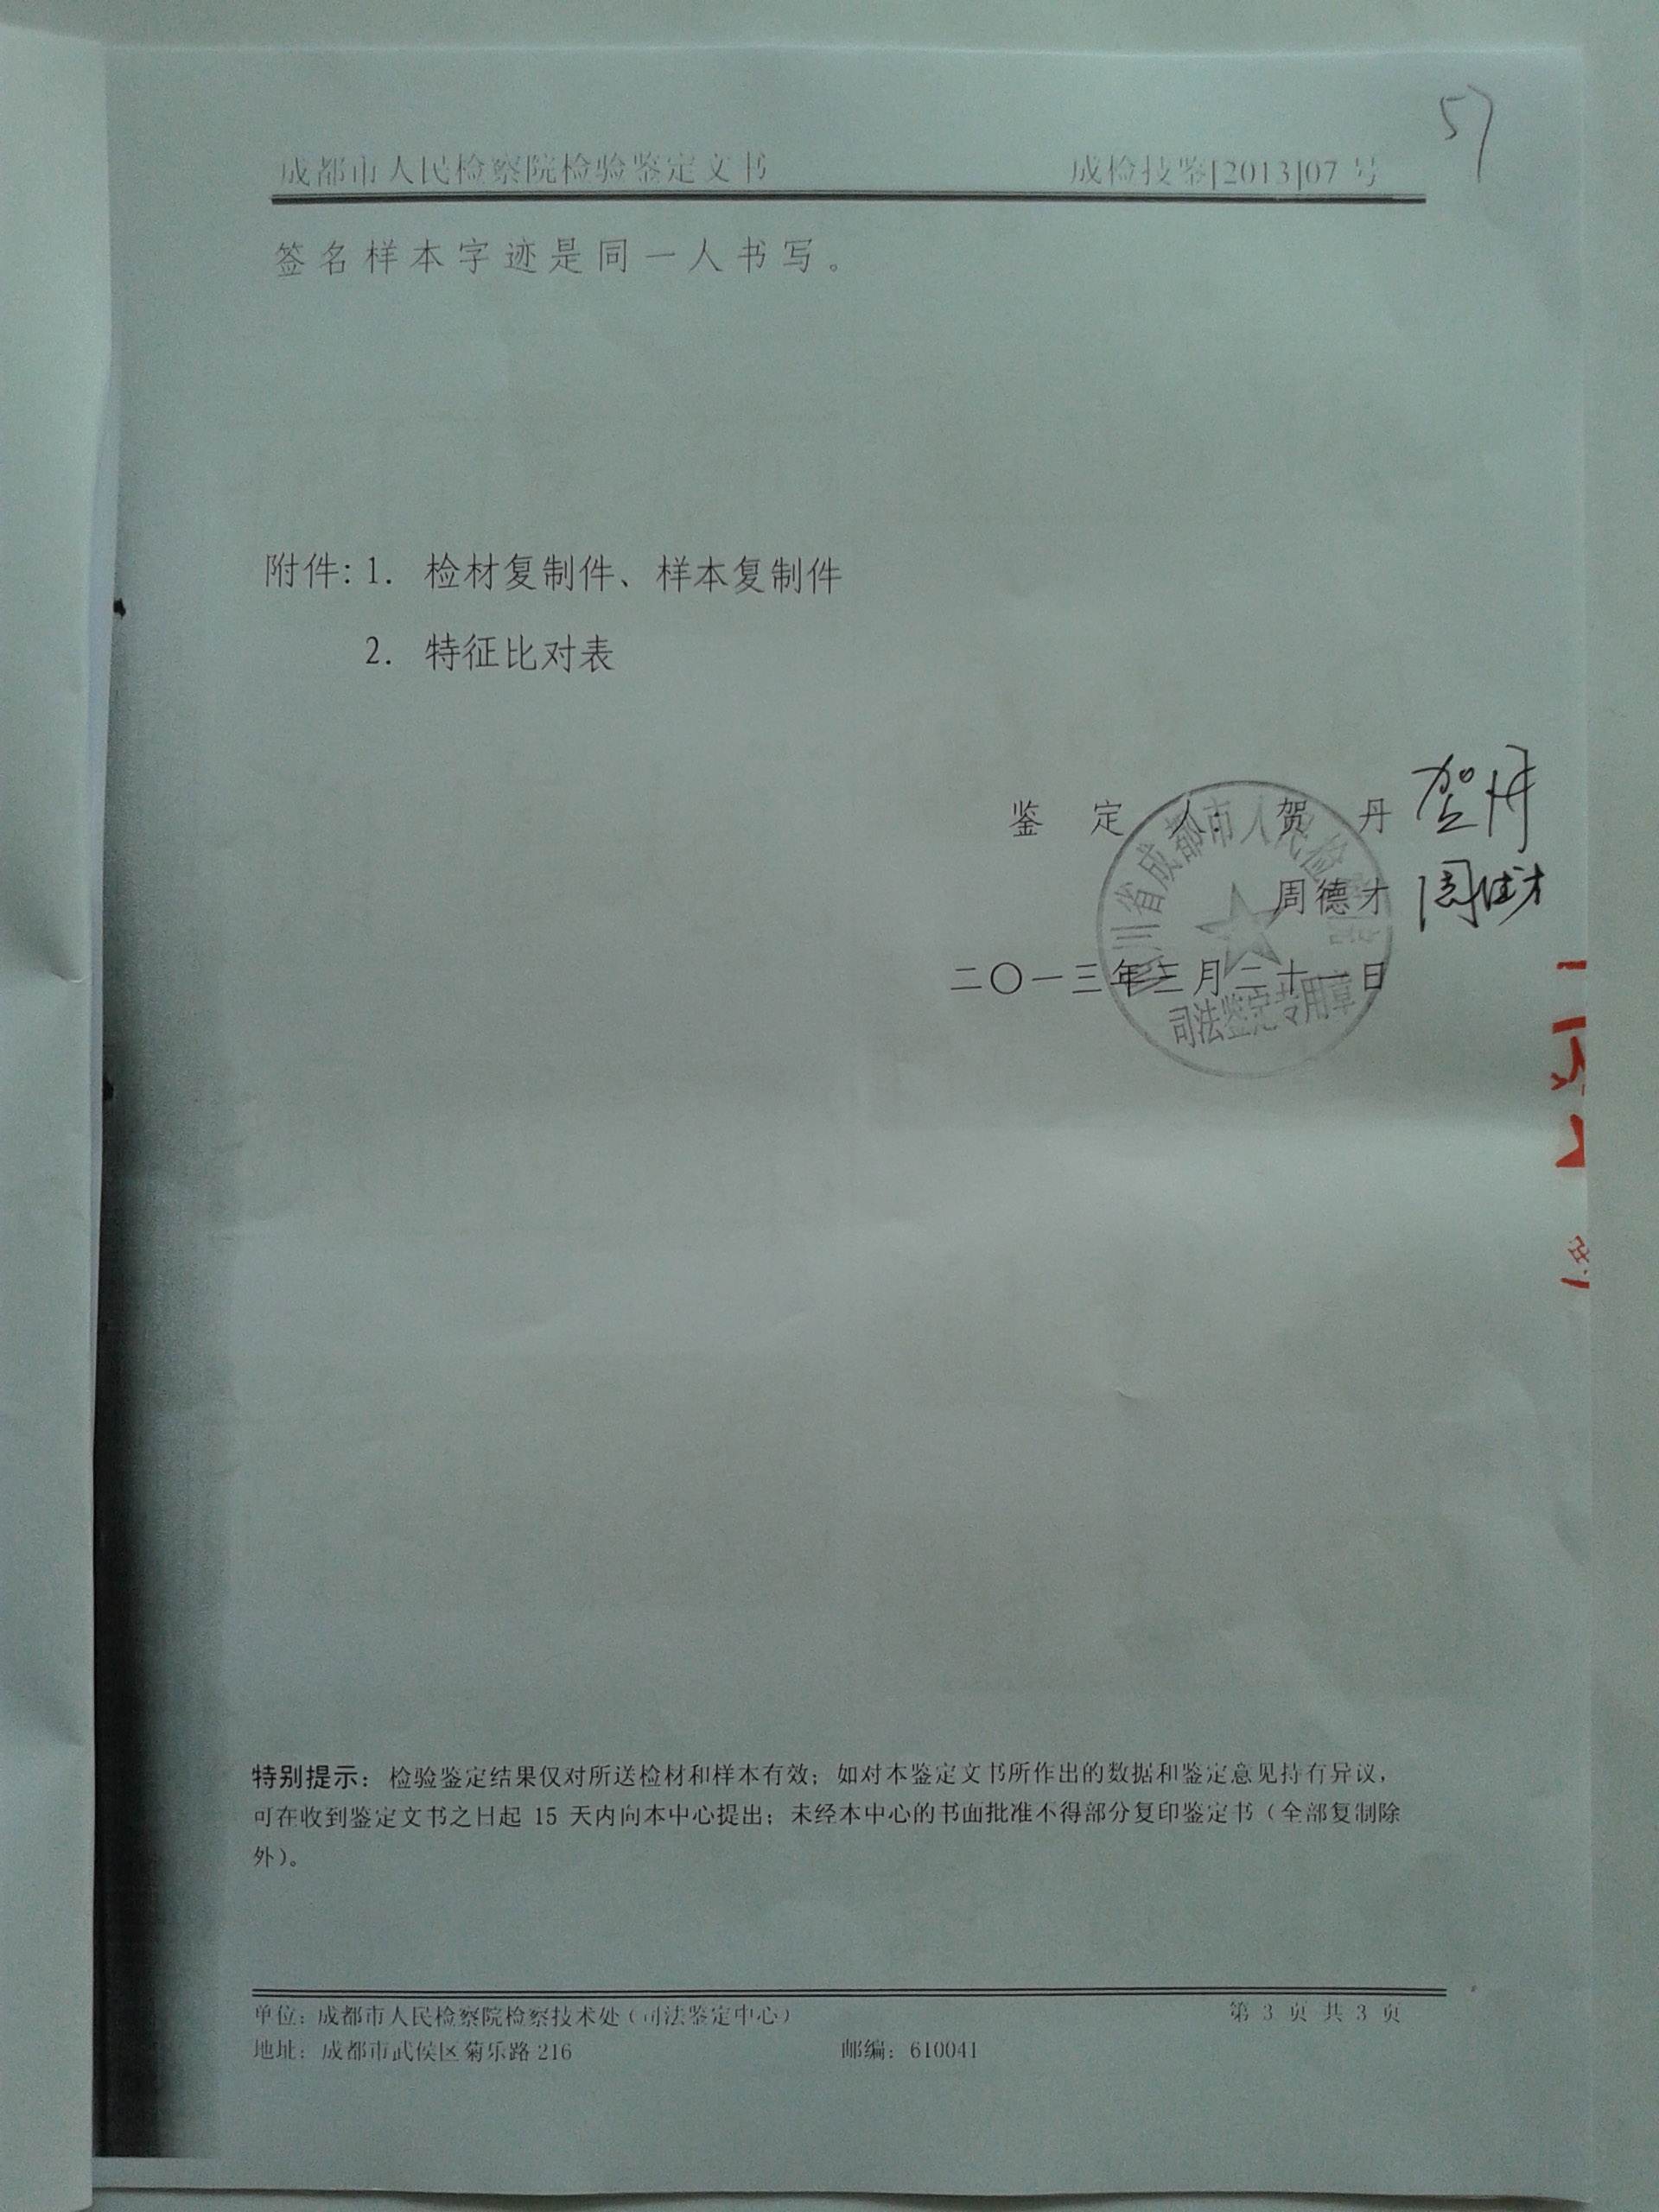 57
成都市人民检察院检验鉴定文书 成检技鉴[2013]07号
签名样本字迹是同一人书写。
附件:1. 检材复制件、样本复制件
2. 特征比对表
鉴 定 人: 贺 丹 贺丹
周德才 周德才
二〇一三年三月二十一日
四川省成都市人民检察院
司法鉴定专用章
特别提示：检验鉴定结果仅对所送检材和样本有效；如对本鉴定文书所作出的数据和鉴定意见持有异议，
可在收到鉴定文书之日起 15 天内向本中心提出；未经本中心的书面批准不得部分复印鉴定书（全部复制除
外）。
单位：成都市人民检察院检察技术处（司法鉴定中心） 第 3 页 共 3 页
地址：成都市武侯区菊乐路 216 邮编：610041